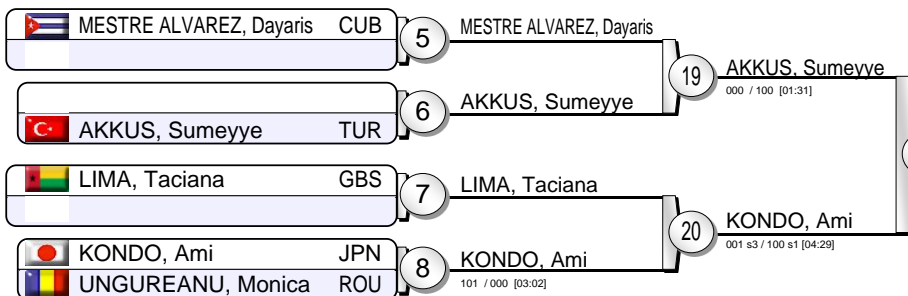 MESTRE ALVAREZ, Dayaris CUB
5
MESTRE ALVAREZ, Dayaris
AKKUS, Sumeyye TUR
6
AKKUS, Sumeyye
19
AKKUS, Sumeyye
000 / 100 [01:31]
LIMA, Taciana GBS
7
LIMA, Taciana
KONDO, Ami JPN
UNGUREANU, Monica ROU
8
KONDO, Ami
101 / 000 [03:02]
20
KONDO, Ami
001 s3 / 100 s1 [04:29]